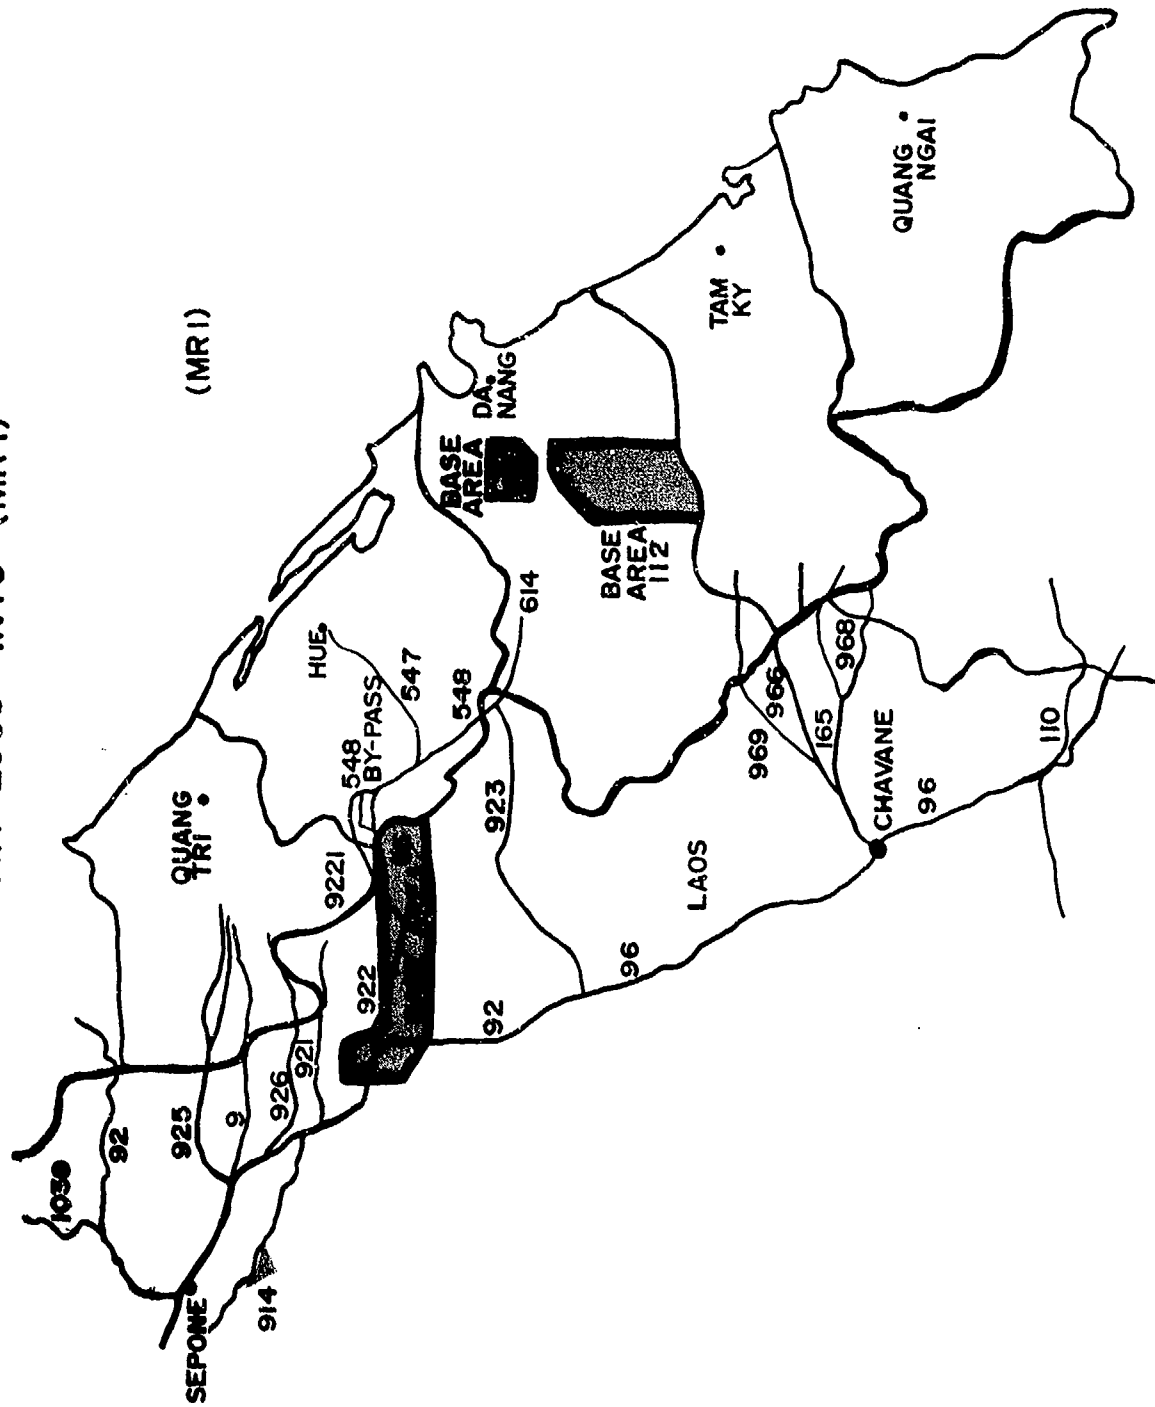 (MR I)
SEPONE
914
103
92
925
9
926
921
922
9221
QUANG
TRI
548
BY-PASS
HUE
547
548
614
923
92
96
LAOS
BASE
AREA
DA
NANG
BASE
AREA
112
TAM
KY
QUANG
NGAI
969
966
165
968
CHAVANE
96
110